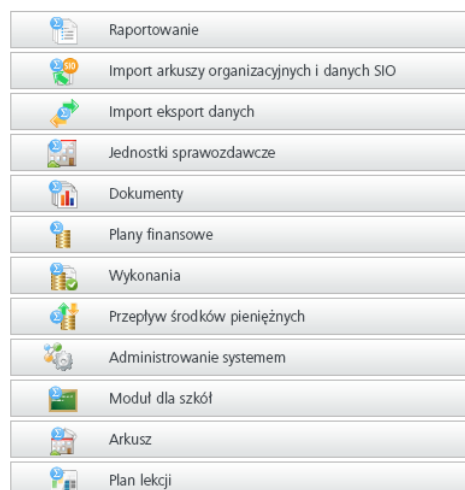 Raportowanie
Import arkuszy organizacyjnych i danych SIO
Import eksport danych
Jednostki sprawozdawcze
Dokumenty
Plany finansowe
Wykonania
Przepływ środków pieniężnych
Administrowanie systemem
Moduł dla szkół
Arkusz
Plan lekcji